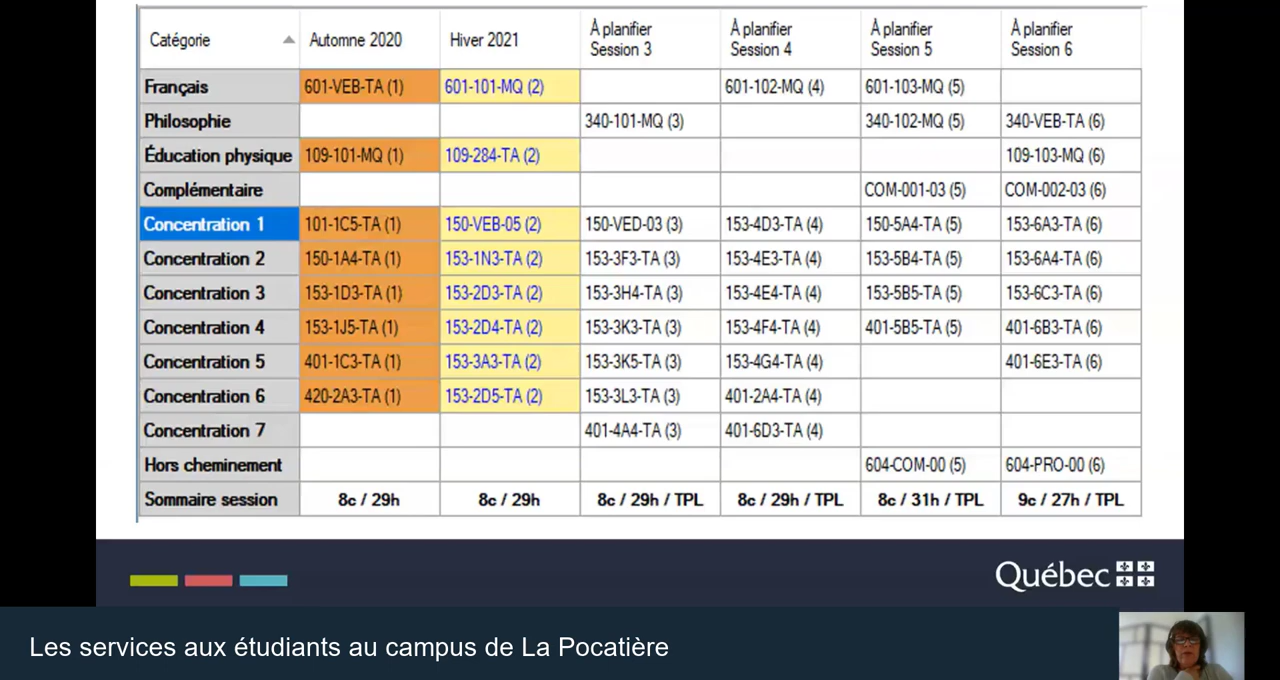 Catégorie Automne 2020 Hiver 2021 À planifier Session 3 À planifier Session 4 À planifier Session 5 À planifier Session 6
Français 601-VEB-TA (1) 601-101-MQ (2) 601-102-MQ (4) 601-103-MQ (5)
Philosophie 340-101-MQ (3) 340-102-MQ (5) 340-VEB-TA (6)
Éducation physique 109-101-MQ (1) 109-284-TA (2) 109-103-MQ (6)
Complémentaire COM-001-03 (5) COM-002-03 (6)
Concentration 1 101-1C5-TA (1) 150-VEB-05 (2) 150-VED-03 (3) 153-4D3-TA (4) 150-5A4-TA (5) 153-6A3-TA (6)
Concentration 2 150-1A4-TA (1) 153-1N3-TA (2) 153-3F3-TA (3) 153-4E3-TA (4) 153-5B4-TA (5) 153-6A4-TA (6)
Concentration 3 153-1D3-TA (1) 153-2D3-TA (2) 153-3H4-TA (3) 153-4E4-TA (4) 153-5B5-TA (5) 153-6C3-TA (6)
Concentration 4 153-1J5-TA (1) 153-2D4-TA (2) 153-3K3-TA (3) 153-4F4-TA (4) 401-5B5-TA (5) 401-6B3-TA (6)
Concentration 5 401-1C3-TA (1) 153-3A3-TA (2) 153-3K5-TA (3) 153-4G4-TA (4) 401-6E3-TA (6)
Concentration 6 420-2A3-TA (1) 153-2D5-TA (2) 153-3L3-TA (3) 401-2A4-TA (4)
Concentration 7 401-4A4-TA (3) 401-6D3-TA (4)
Hors cheminement 604-COM-00 (5) 604-PRO-00 (6)
Sommaire session 8c / 29h 8c / 29h 8c / 29h / TPL 8c / 29h / TPL 8c / 31h / TPL 9c / 27h / TPL
Québec
Les services aux étudiants au campus de La Pocatière